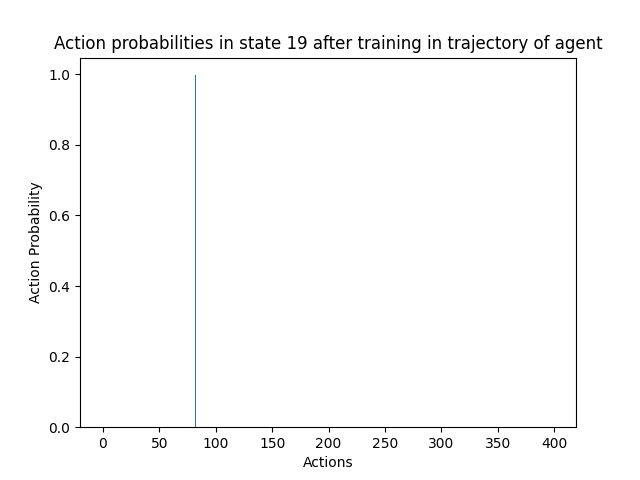 Action probabilities in state 19 after training in trajectory of agent
1.0
0.8
0.6
0.4
0.2
0.0
Action Probability
0 50 100 150 200 250 300 350 400
Actions